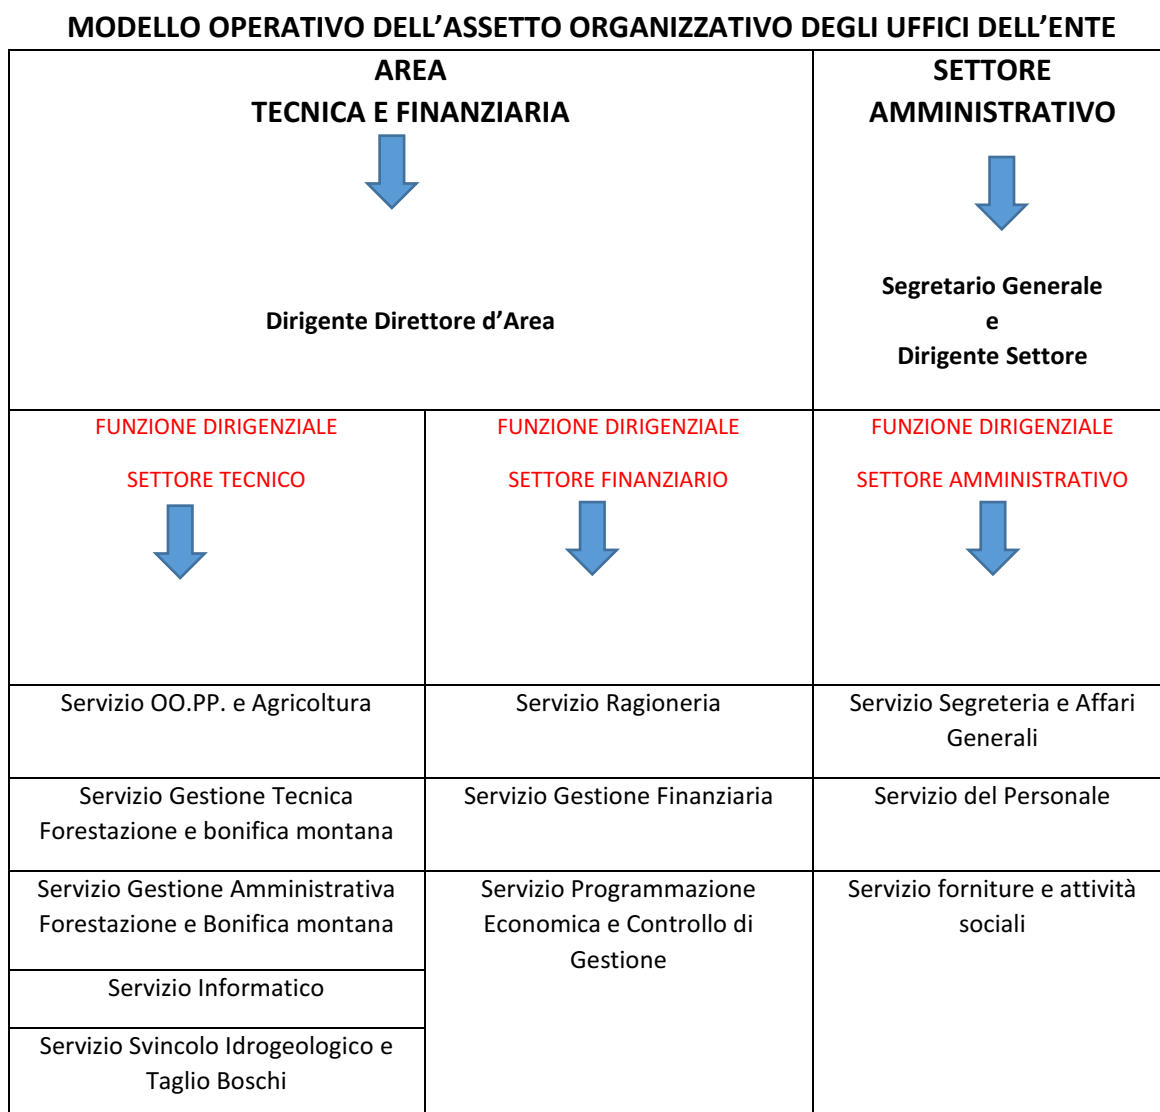 MODELLO OPERATIVO DELL’ASSETTO ORGANIZZATIVO DEGLI UFFICI DELL’ENTE
AREA
TECNICA E FINANZIARIA
Dirigente Direttore d’Area
SETTORE
AMMINISTRATIVO
Segretario Generale
e
Dirigente Settore
FUNZIONE DIRIGENZIALE
SETTORE TECNICO
FUNZIONE DIRIGENZIALE
SETTORE FINANZIARIO
FUNZIONE DIRIGENZIALE
SETTORE AMMINISTRATIVO
Servizio OO.PP. e Agricoltura
Servizio Ragioneria
Servizio Segreteria e Affari
Generali
Servizio Gestione Tecnica
Forestazione e bonifica montana
Servizio Gestione Finanziaria
Servizio del Personale
Servizio Gestione Amministrativa
Forestazione e Bonifica montana
Servizio Programmazione
Economica e Controllo di
Gestione
Servizio forniture e attività
sociali
Servizio Informatico
Servizio Svincolo Idrogeologico e
Taglio Boschi